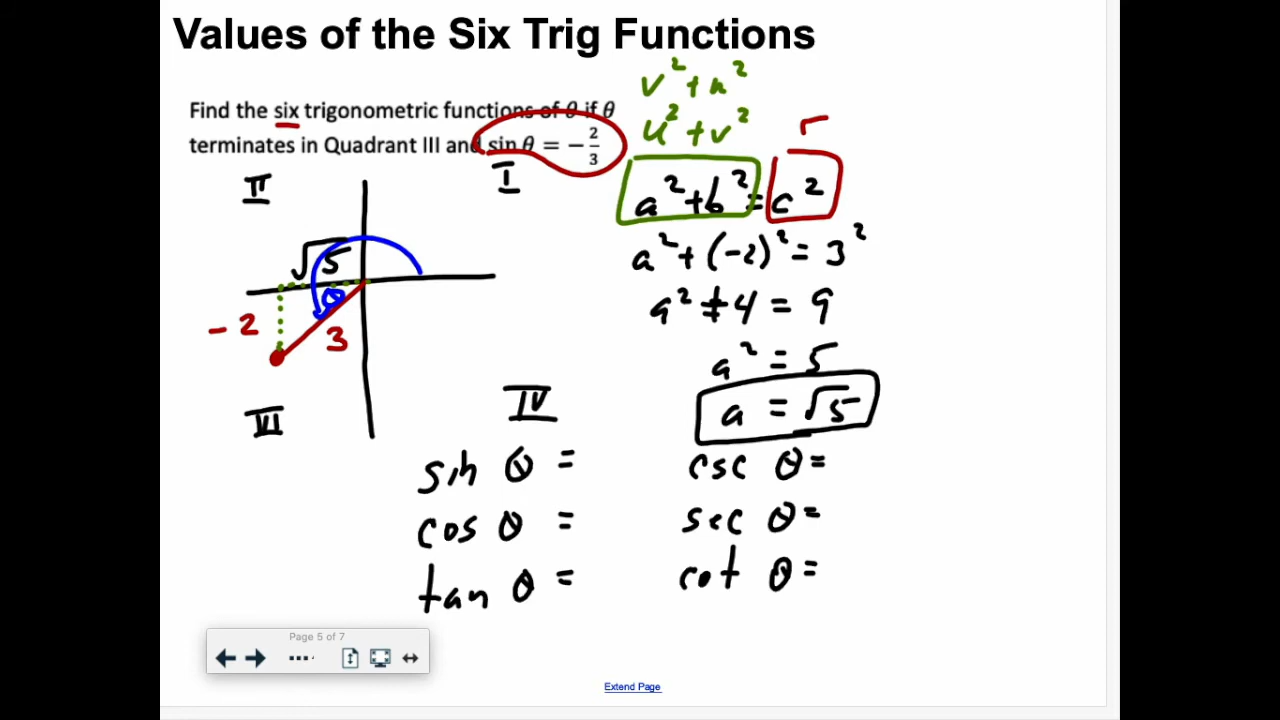 Values of the Six Trig Functions
v² + u²
Find the six trigonometric functions of θ if θ
u² + v²
r
terminates in Quadrant III and sin θ = − 2/3
II
I
a² + b² = c²
√5
a² + (-2)² = 3²
θ
- 2
3
a² + 4 = 9
a² = 5
a = √5
IV
VI
sin θ =
csc θ =
cos θ =
sec θ =
tan θ =
cot θ =
Page 5 of 7
Extend Page